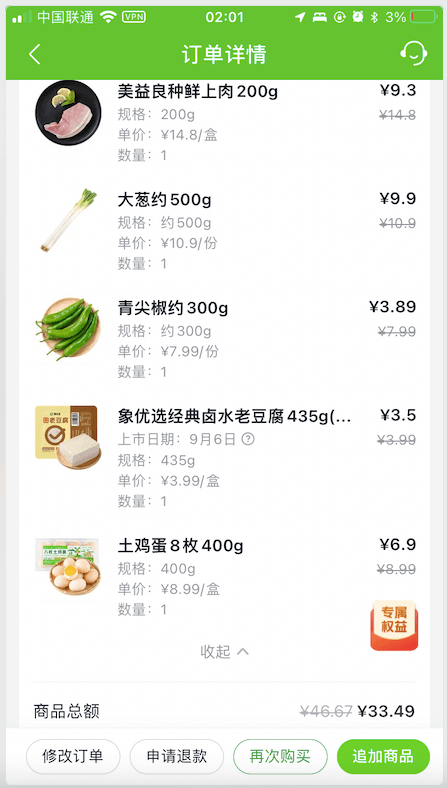 中国联通 VPN 02:01 3%
订单详情
美益良种鲜上肉200g ¥9.3
规格：200g ¥14.8
单价：¥14.8/盒
数量：1
大葱约500g ¥9.9
规格：约500g ¥10.9
单价：¥10.9/份
数量：1
青尖椒约300g ¥3.89
规格：约300g ¥7.99
单价：¥7.99/份
数量：1
象优选经典卤水老豆腐435g(... ¥3.5
上市日期：9月6日 ? ¥3.99
规格：435g
单价：¥3.99/盒
数量：1
土鸡蛋8枚400g ¥6.9
规格：400g ¥8.99
单价：¥8.99/盒
数量：1
专属
权益
收起
商品总额 ¥46.67 ¥33.49
修改订单 申请退款 再次购买 追加商品